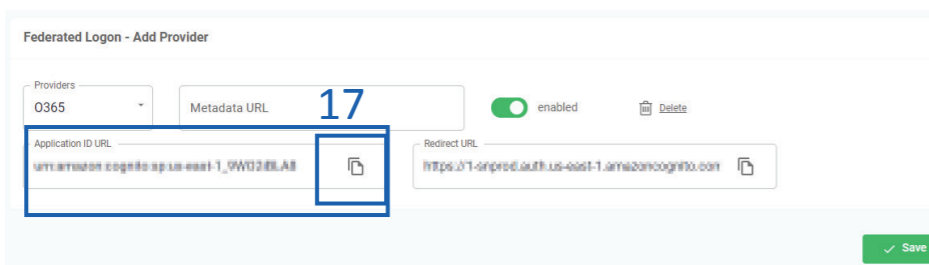 Federated Logon - Add Provider
Providers
O365
Metadata URL
17
enabled
Delete
Application ID URL
Redirect URL
Save